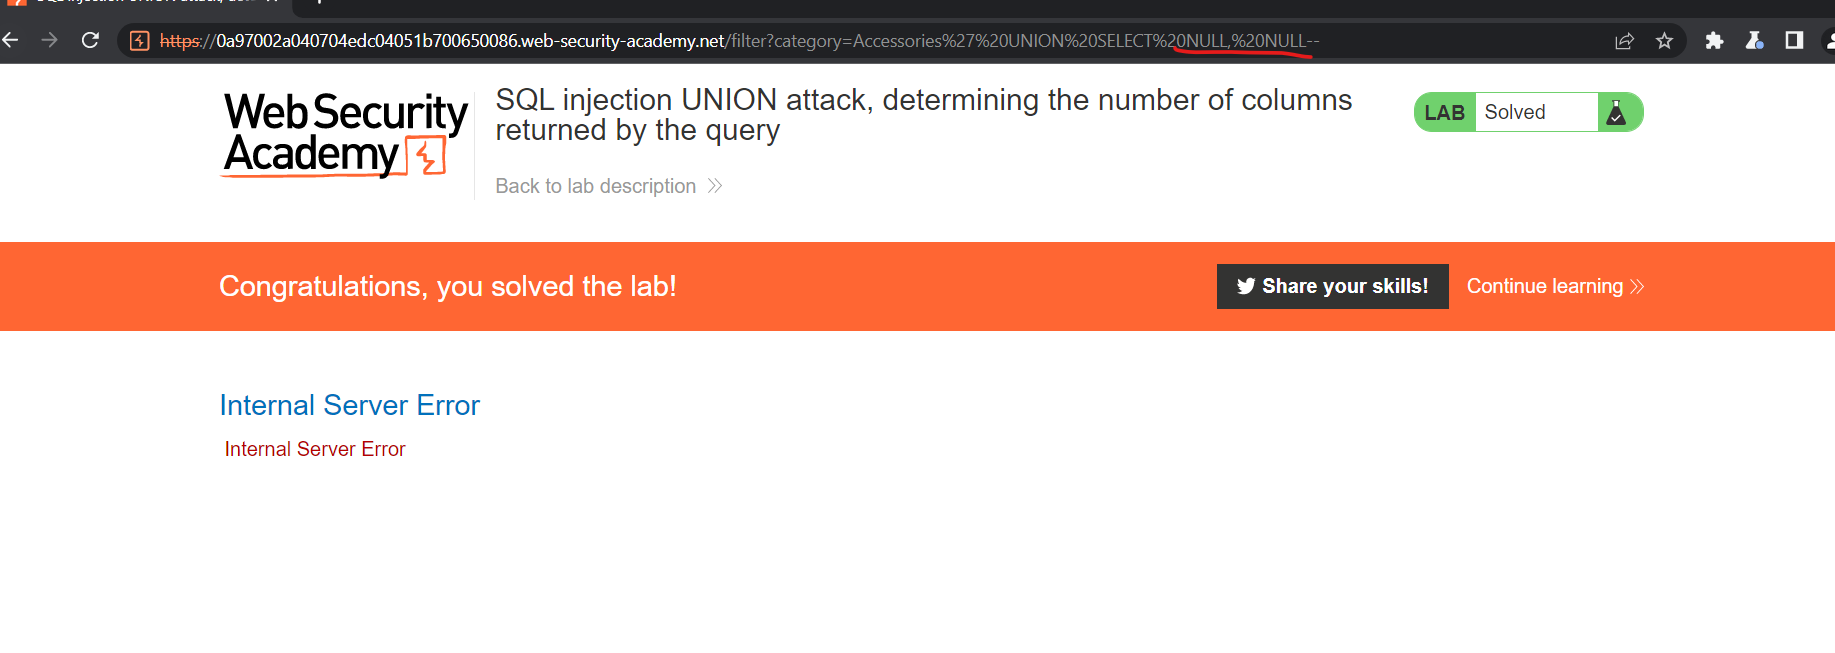 https://0a97002a040704edc04051b700650086.web-security-academy.net/filter?category=Accessories%27%20UNION%20SELECT%20NULL,%20NULL--
Web Security
Academy
SQL injection UNION attack, determining the number of columns
returned by the query
LAB Solved
Back to lab description
Congratulations, you solved the lab!
Share your skills!
Continue learning
Internal Server Error
Internal Server Error